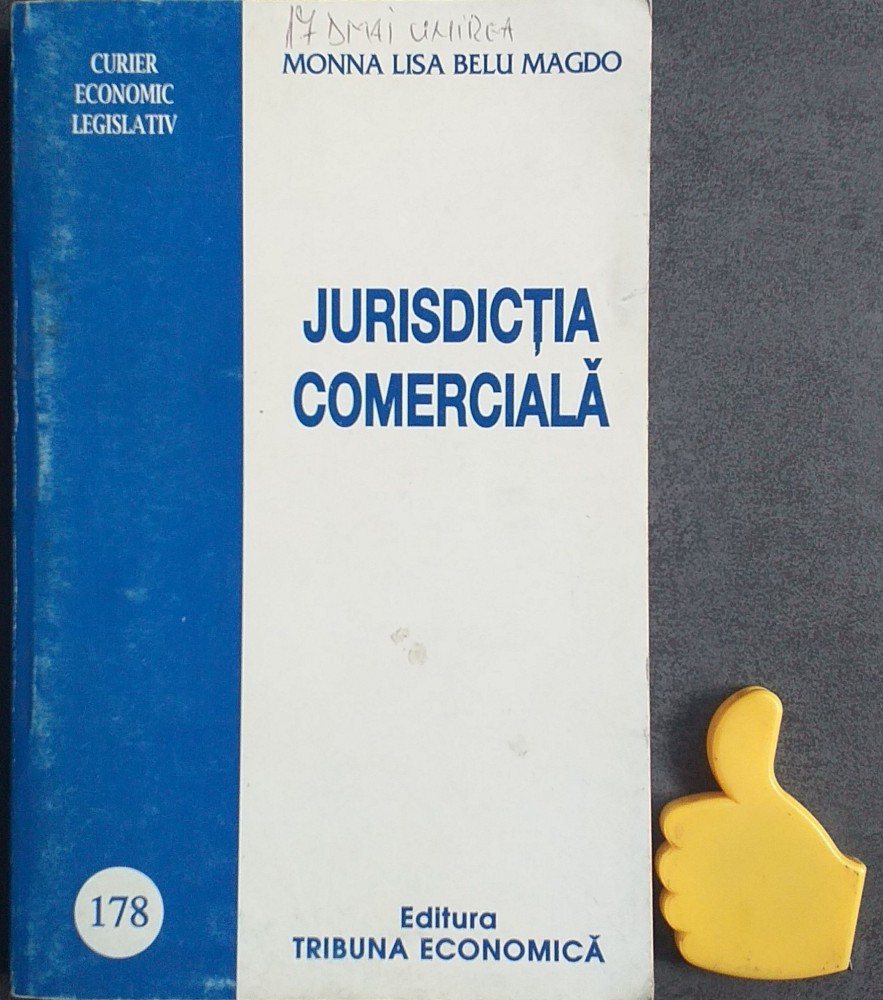 17 DMAI UNIREA
CURIER
ECONOMIC
LEGISLATIV
MONNA LISA BELU MAGDO
JURISDICȚIA
COMERCIALĂ
178
Editura
TRIBUNA ECONOMICĂ